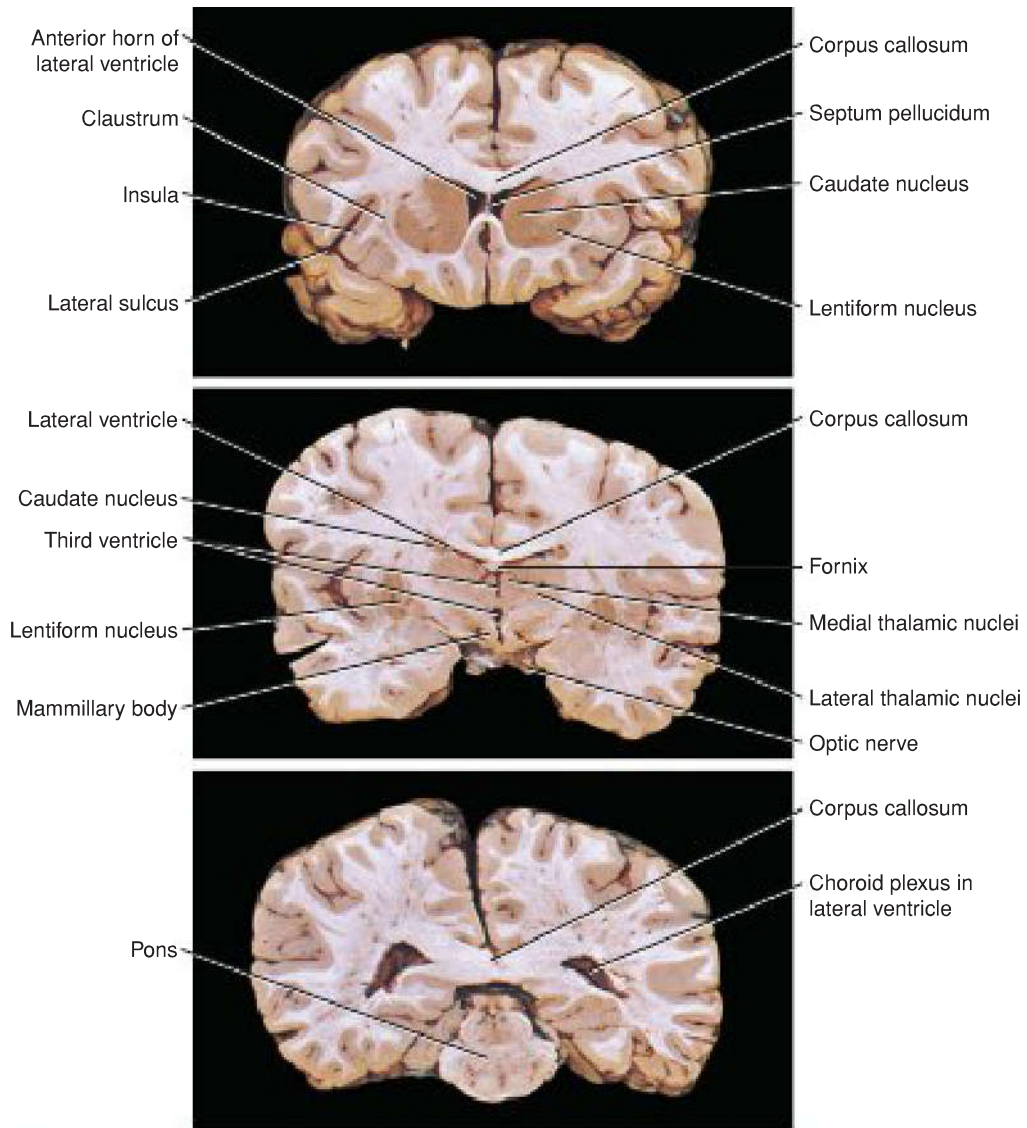 Anterior horn of
lateral ventricle
Claustrum
Insula
Lateral sulcus
Corpus callosum
Septum pellucidum
Caudate nucleus
Lentiform nucleus
Lateral ventricle
Caudate nucleus
Third ventricle
Lentiform nucleus
Mammillary body
Corpus callosum
Fornix
Medial thalamic nuclei
Lateral thalamic nuclei
Optic nerve
Pons
Corpus callosum
Choroid plexus in
lateral ventricle